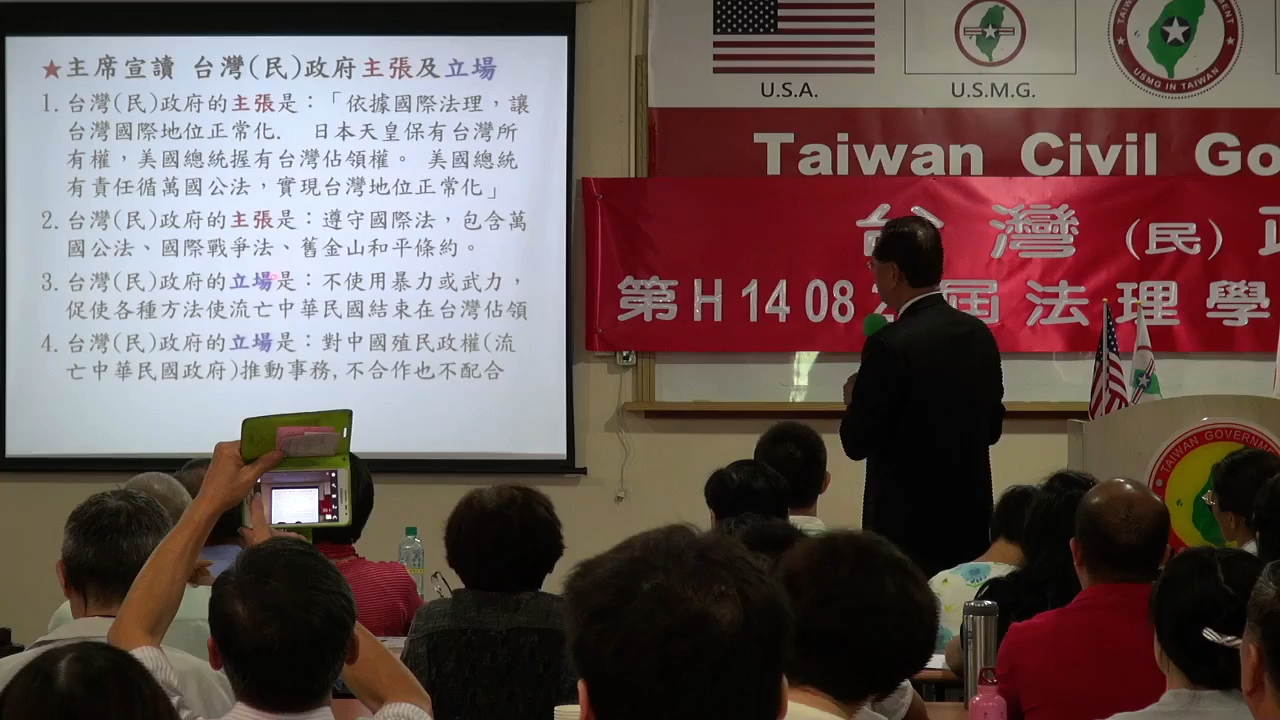 ★主席宣讀 台灣(民)政府主張及立場
1. 台灣(民)政府的主張是：「依據國際法理，讓
台灣國際地位正常化. 日本天皇保有台灣所
有權，美國總統握有台灣佔領權。 美國總統
有責任循萬國公法，實現台灣地位正常化」
2. 台灣(民)政府的主張是：遵守國際法，包含萬
國公法、國際戰爭法、舊金山和平條約。
3. 台灣(民)政府的立場是：不使用暴力或武力，
促使各種方法使流亡中華民國結束在台灣佔領
4. 台灣(民)政府的立場是：對中國殖民政權(流
亡中華民國政府)推動事務,不合作也不配合
U.S.A.
U.S.M.G.
USMG IN TAIWAN
Taiwan Civil Go
台灣(民)
第H1408 屆法理學
TAIWAN GOVERNM